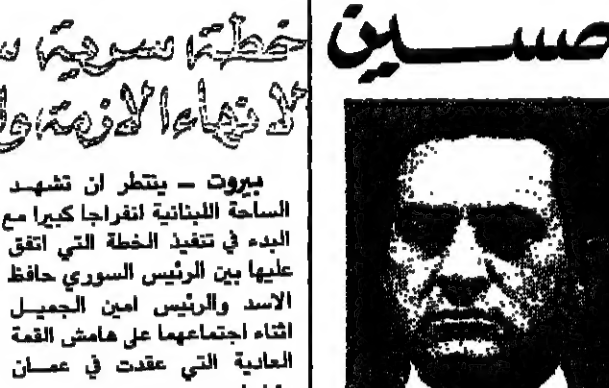 حسين
خطة سورية
لانهاء الازمة
بيروت — ينتظر ان تشهد
الساحة اللبنانية انفراجا كبيرا مع
البدء في تنفيذ الخطة التي اتفق
عليها بين الرئيس السوري حافظ
الاسد والرئيس امين الجميل
اثناء اجتماعهما على هامش القمة
العادية التي عقدت في عمان